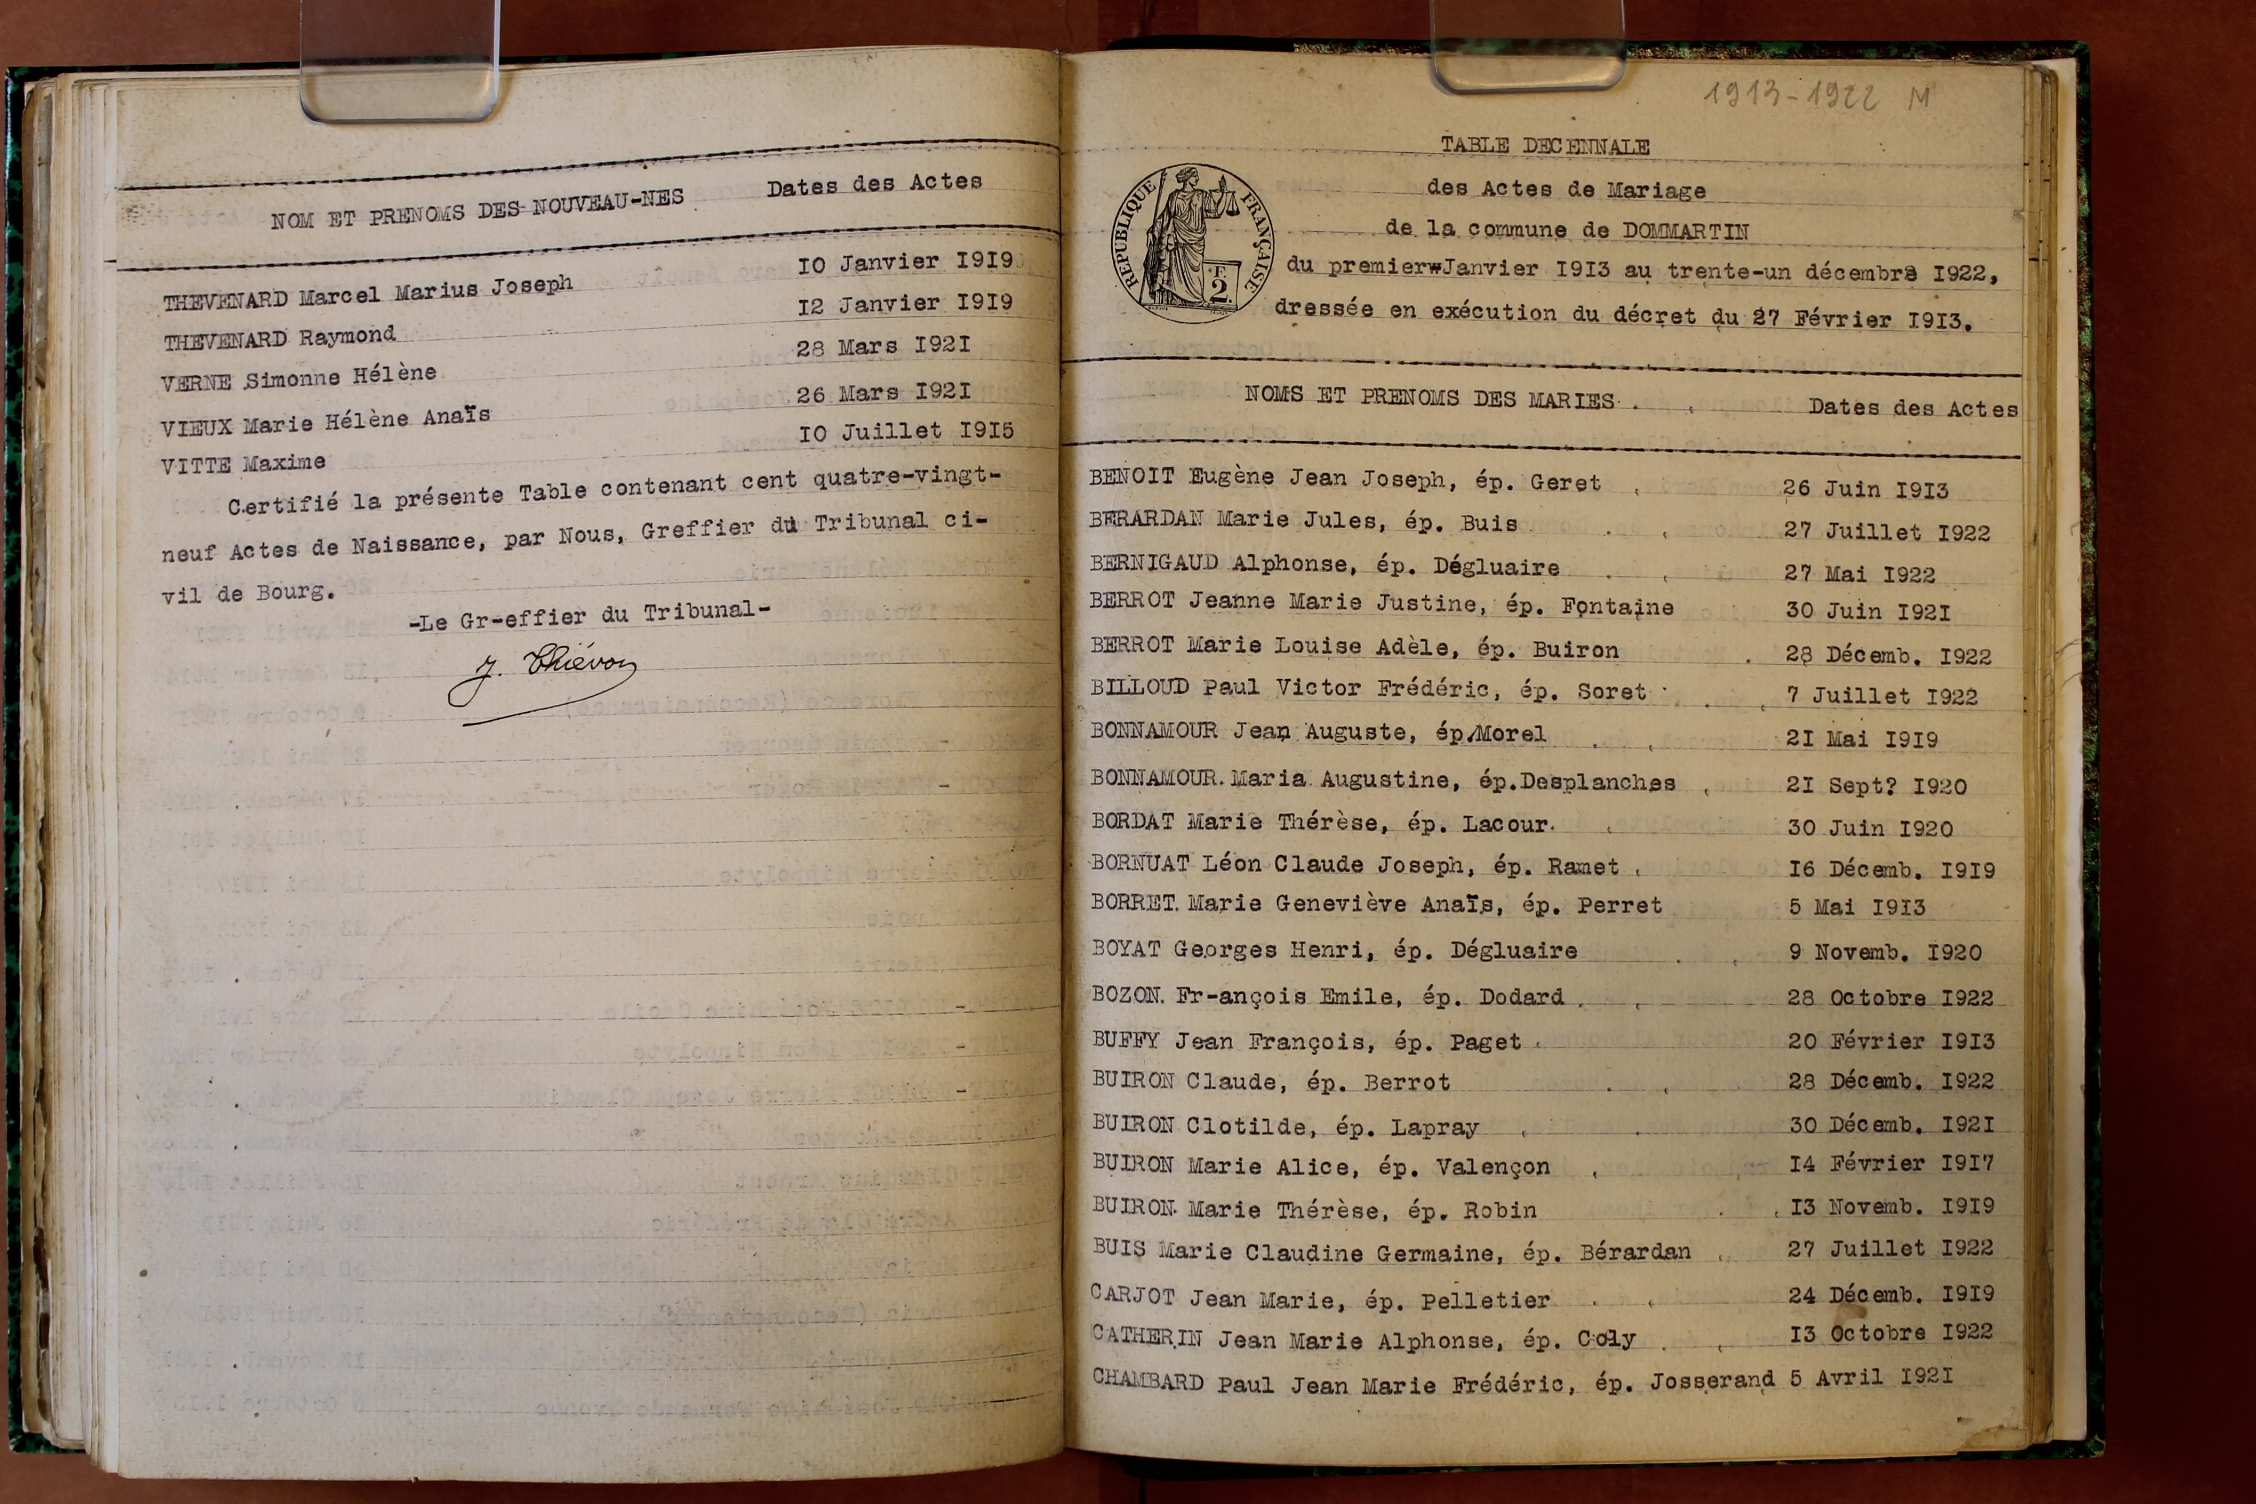 NOM ET PRENOMS DES NOUVEAU-NES Dates des Actes
THEVENARD Marcel Marius Joseph 10 Janvier 1919
THEVENARD Raymond 12 Janvier 1919
VERNE Simonne Hélène 28 Mars 1921
VIEUX Marie Hélène Anaïs 26 Mars 1921
VITTE Maxime 10 Juillet 1915
Certifié la présente Table contenant cent quatre-vingt-
neuf Actes de Naissance, par Nous, Greffier du Tribunal ci-
vil de Bourg.
-Le Gr-effier du Tribunal-
J. Thiévon
1913-1922 M
TABLE DECENNALE
des Actes de Mariage
de la commune de DOMMARTIN
REPUBLIQUE FRANÇAISE
F.
2
du premier Janvier 1913 au trente-un décembre 1922,
dressée en exécution du décret du 27 Février 1913.
NOMS ET PRENOMS DES MARIES Dates des Actes
BENOIT Eugène Jean Joseph, ép. Geret 26 Juin 1913
BERARDAN Marie Jules, ép. Buis 27 Juillet 1922
BERNIGAUD Alphonse, ép. Dégluaire 27 Mai 1922
BERROT Jeanne Marie Justine, ép. Fontaine 30 Juin 1921
BERROT Marie Louise Adèle, ép. Buiron 28 Décemb. 1922
BILLOUD Paul Victor Frédéric, ép. Soret 7 Juillet 1922
BONNAMOUR Jean Auguste, ép.Morel 21 Mai 1919
BONNAMOUR Maria Augustine, ép.Desplanches 21 Sept? 1920
BORDAT Marie Thérèse, ép. Lacour 30 Juin 1920
BORNUAT Léon Claude Joseph, ép. Ramet 16 Décemb. 1919
BORRET Marie Geneviève Anaïs, ép. Perret 5 Mai 1913
BOYAT Georges Henri, ép. Dégluaire 9 Novemb. 1920
BOZON Fr-ançois Emile, ép. Dodard 28 Octobre 1922
BUFFY Jean François, ép. Paget 20 Février 1913
BUIRON Claude, ép. Berrot 28 Décemb. 1922
BUIRON Clotilde, ép. Lapray 30 Décemb. 1921
BUIRON Marie Alice, ép. Valençon 14 Février 1917
BUIRON Marie Thérèse, ép. Robin 13 Novemb. 1919
BUIS Marie Claudine Germaine, ép. Bérardan 27 Juillet 1922
CARJOT Jean Marie, ép. Pelletier 24 Décemb. 1919
CATHERIN Jean Marie Alphonse, ép. Coly 13 Octobre 1922
CHAMBARD Paul Jean Marie Frédéric, ép. Josserand 5 Avril 1921